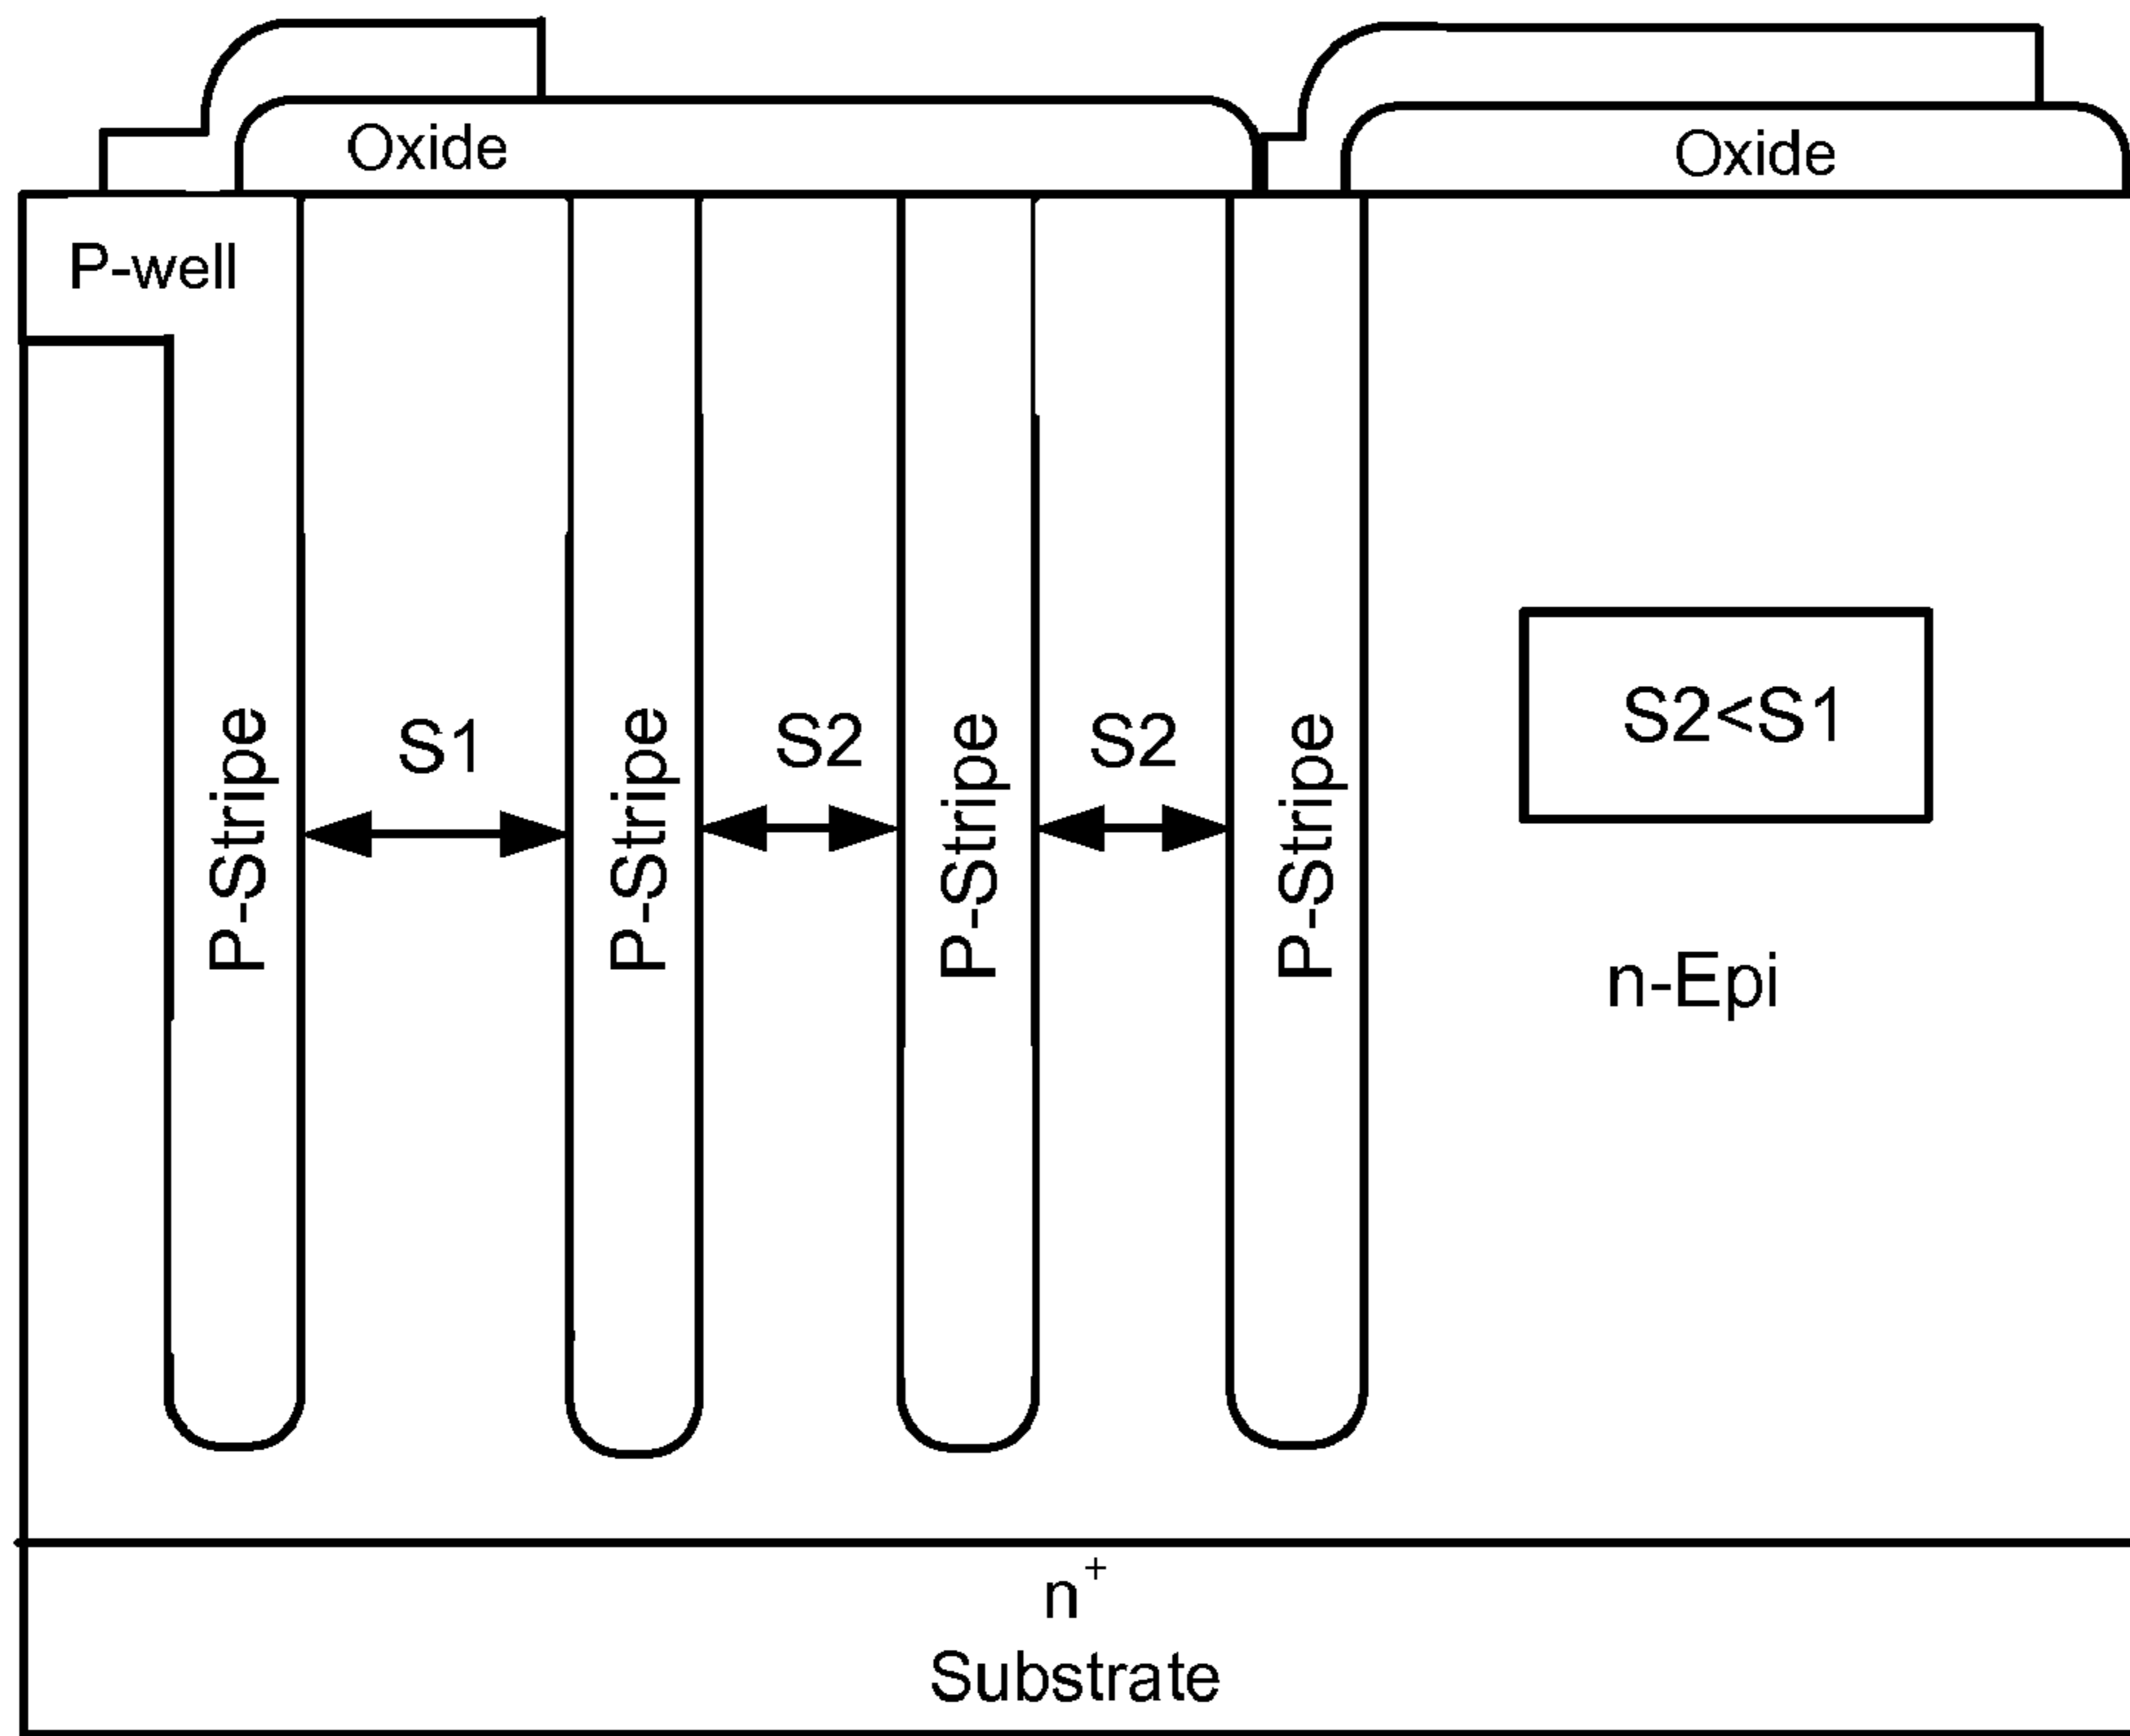 Oxide
Oxide
P-well
P-Stripe
S1
P-Stripe
S2
P-Stripe
S2
P-Stripe
S2<S1
n-Epi
n⁺
Substrate